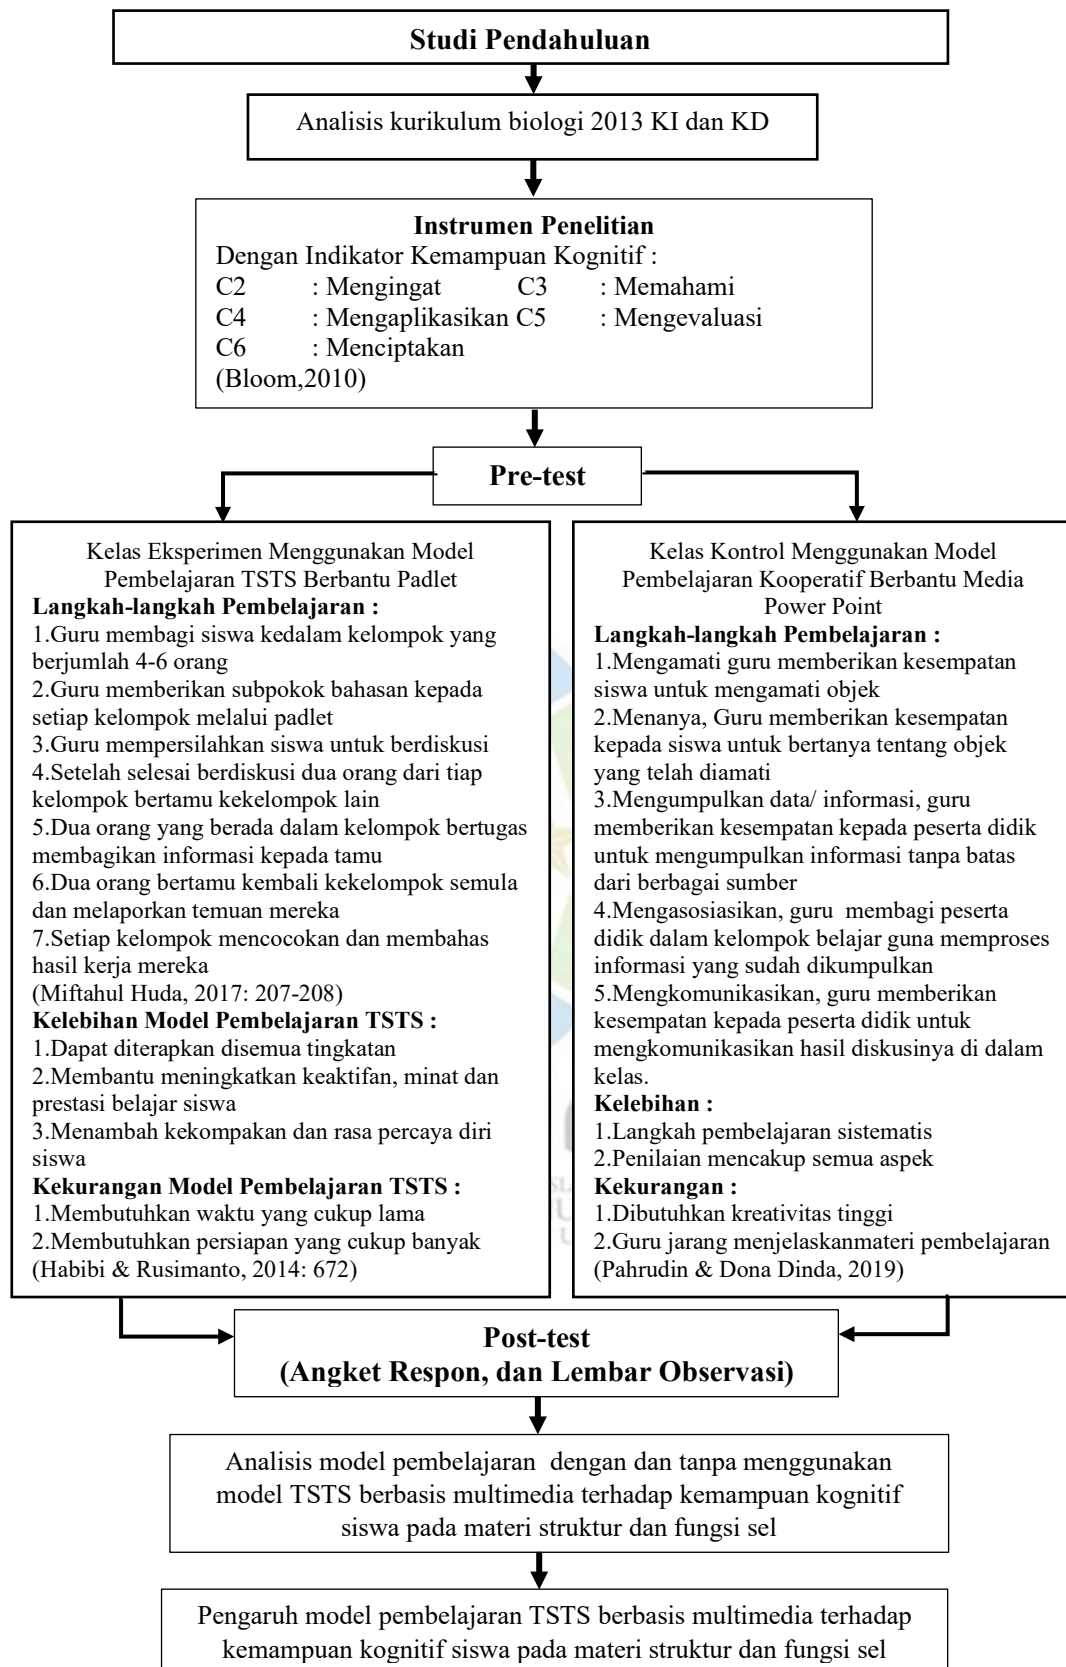 Studi Pendahuluan
Analisis kurikulum biologi 2013 KI dan KD
Instrumen Penelitian
Dengan Indikator Kemampuan Kognitif :
C2 : Mengingat C3 : Memahami
C4 : Mengaplikasikan C5 : Mengevaluasi
C6 : Menciptakan
(Bloom,2010)
Pre-test
Kelas Eksperimen Menggunakan Model
Pembelajaran TSTS Berbantu Padlet
Langkah-langkah Pembelajaran :
1.Guru membagi siswa kedalam kelompok yang
berjumlah 4-6 orang
2.Guru memberikan subpokok bahasan kepada
setiap kelompok melalui padlet
3.Guru mempersilahkan siswa untuk berdiskusi
4.Setelah selesai berdiskusi dua orang dari tiap
kelompok bertamu kekelompok lain
5.Dua orang yang berada dalam kelompok bertugas
membagikan informasi kepada tamu
6.Dua orang bertamu kembali kekelompok semula
dan melaporkan temuan mereka
7.Setiap kelompok mencocokan dan membahas
hasil kerja mereka
(Miftahul Huda, 2017: 207-208)
Kelebihan Model Pembelajaran TSTS :
1.Dapat diterapkan disemua tingkatan
2.Membantu meningkatkan keaktifan, minat dan
prestasi belajar siswa
3.Menambah kekompakan dan rasa percaya diri
siswa
Kekurangan Model Pembelajaran TSTS :
1.Membutuhkan waktu yang cukup lama
2.Membutuhkan persiapan yang cukup banyak
(Habibi & Rusimanto, 2014: 672)
Kelas Kontrol Menggunakan Model
Pembelajaran Kooperatif Berbantu Media
Power Point
Langkah-langkah Pembelajaran :
1.Mengamati guru memberikan kesempatan
siswa untuk mengamati objek
2.Menanya, Guru memberikan kesempatan
kepada siswa untuk bertanya tentang objek
yang telah diamati
3.Mengumpulkan data/ informasi, guru
memberikan kesempatan kepada peserta didik
untuk mengumpulkan informasi tanpa batas
dari berbagai sumber
4.Mengasosiasikan, guru membagi peserta
didik dalam kelompok belajar guna memproses
informasi yang sudah dikumpulkan
5.Mengkomunikasikan, guru memberikan
kesempatan kepada peserta didik untuk
mengkomunikasikan hasil diskusinya di dalam
kelas.
Kelebihan :
1.Langkah pembelajaran sistematis
2.Penilaian mencakup semua aspek
Kekurangan :
1.Dibutuhkan kreativitas tinggi
2.Guru jarang menjelaskanmateri pembelajaran
(Pahrudin & Dona Dinda, 2019)
Post-test
(Angket Respon, dan Lembar Observasi)
Analisis model pembelajaran dengan dan tanpa menggunakan
model TSTS berbasis multimedia terhadap kemampuan kognitif
siswa pada materi struktur dan fungsi sel
Pengaruh model pembelajaran TSTS berbasis multimedia terhadap
kemampuan kognitif siswa pada materi struktur dan fungsi sel